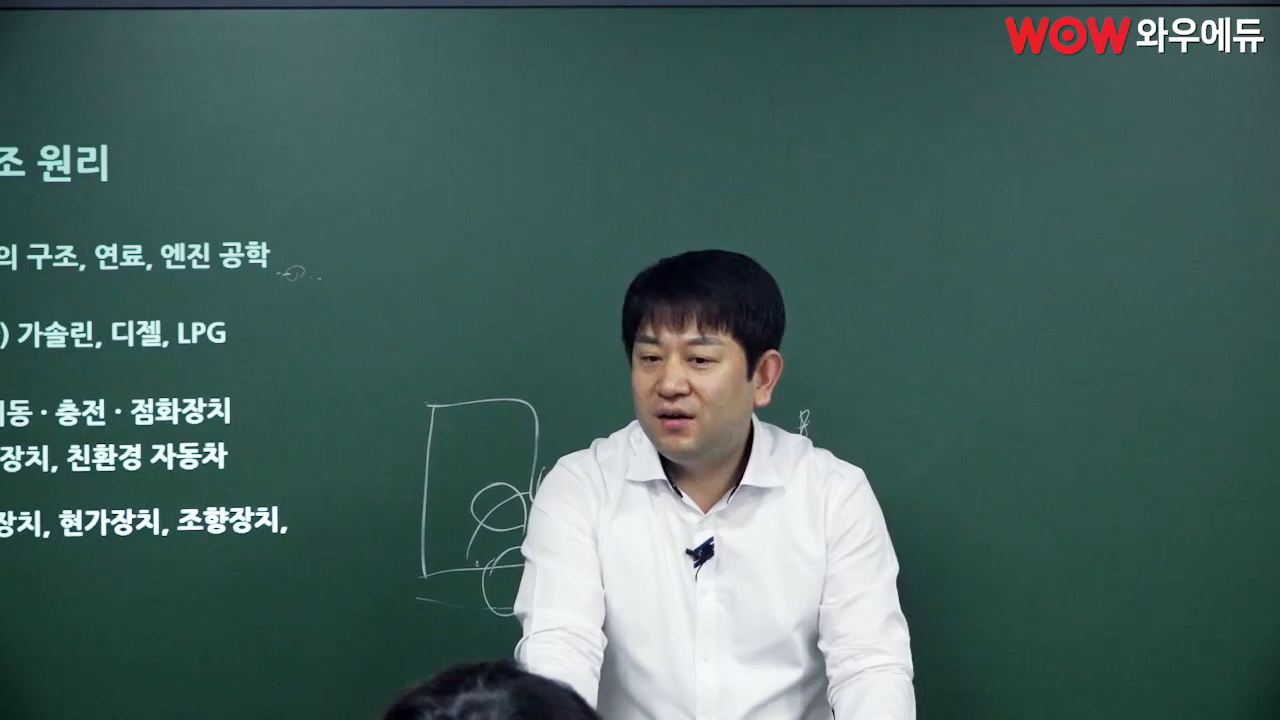 WOW 와우에듀
조 원리
의 구조, 연료, 엔진 공학
) 가솔린, 디젤, LPG
동 · 충전 · 점화장치
장치, 친환경 자동차
장치, 현가장치, 조향장치,